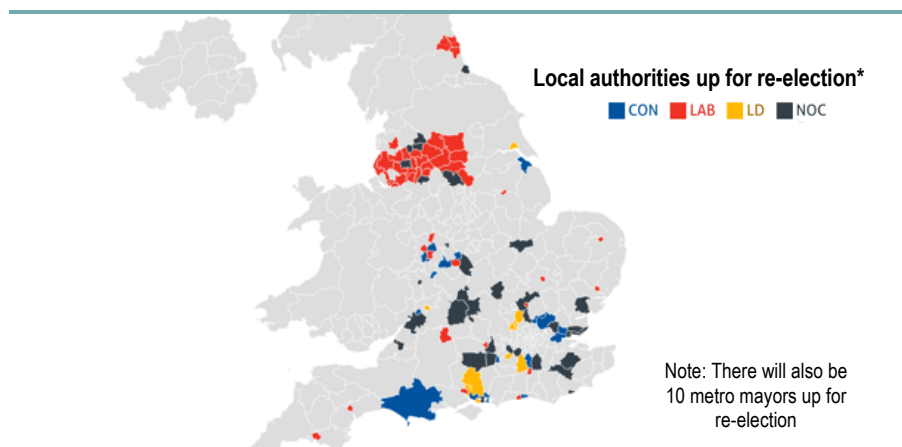 Local authorities up for re-election*
CON LAB LD NOC
Note: There will also be
10 metro mayors up for
re-election